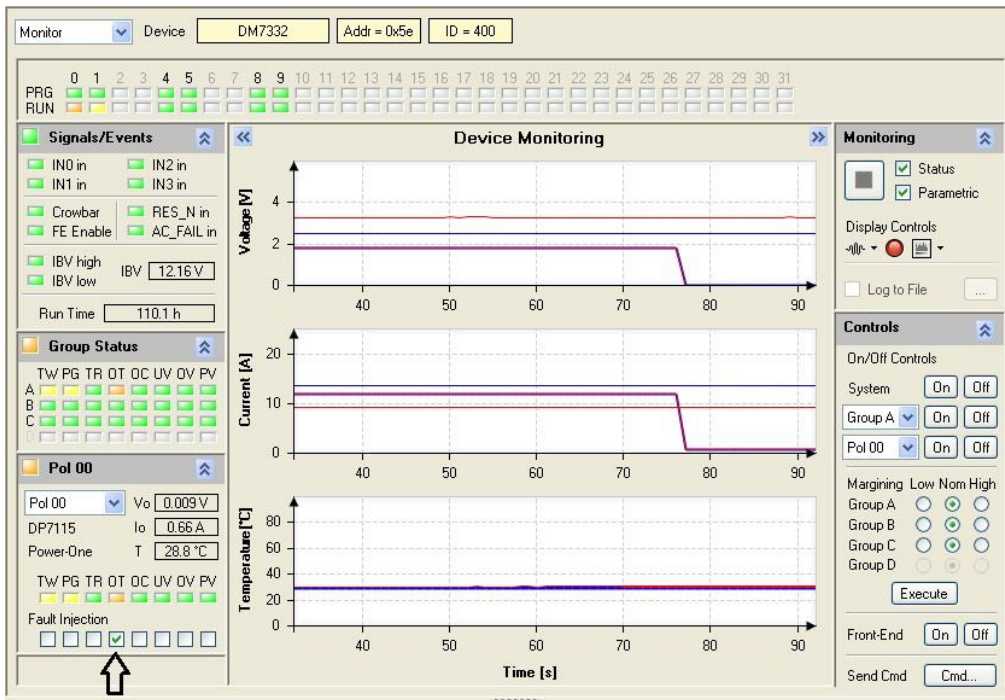 Monitor Device DM7332 Addr = 0x5e ID = 400
0 1 2 3 4 5 6 7 8 9 10 11 12 13 14 15 16 17 18 19 20 21 22 23 24 25 26 27 28 29 30 31
PRG
RUN
Signals/Events
IN0 in IN2 in
IN1 in IN3 in
Crowbar RES_N in
FE Enable AC_FAIL in
IBV high
IBV low
IBV 12.16 V
Run Time 110.1 h
Group Status
TW PG TR OT OC UV OV PV
A
B
C
D
Pol 00
Pol 00 Vo 0.009 V
DP7115 Io 0.66 A
Power-One T 28.8 °C
TW PG TR OT OC UV OV PV
Fault Injection
Device Monitoring
Voltage [V]
4
2
0
40 50 60 70 80 90
Current [A]
20
10
0
40 50 60 70 80 90
Temperature[°C]
80
60
40
20
0
40 50 60 70 80 90
Time [s]
Monitoring
Status
Parametric
Display Controls
Log to File ...
Controls
On/Off Controls
System On Off
Group A On Off
Pol 00 On Off
Margining Low Nom High
Group A
Group B
Group C
Group D
Execute
Front-End On Off
Send Cmd Cmd...